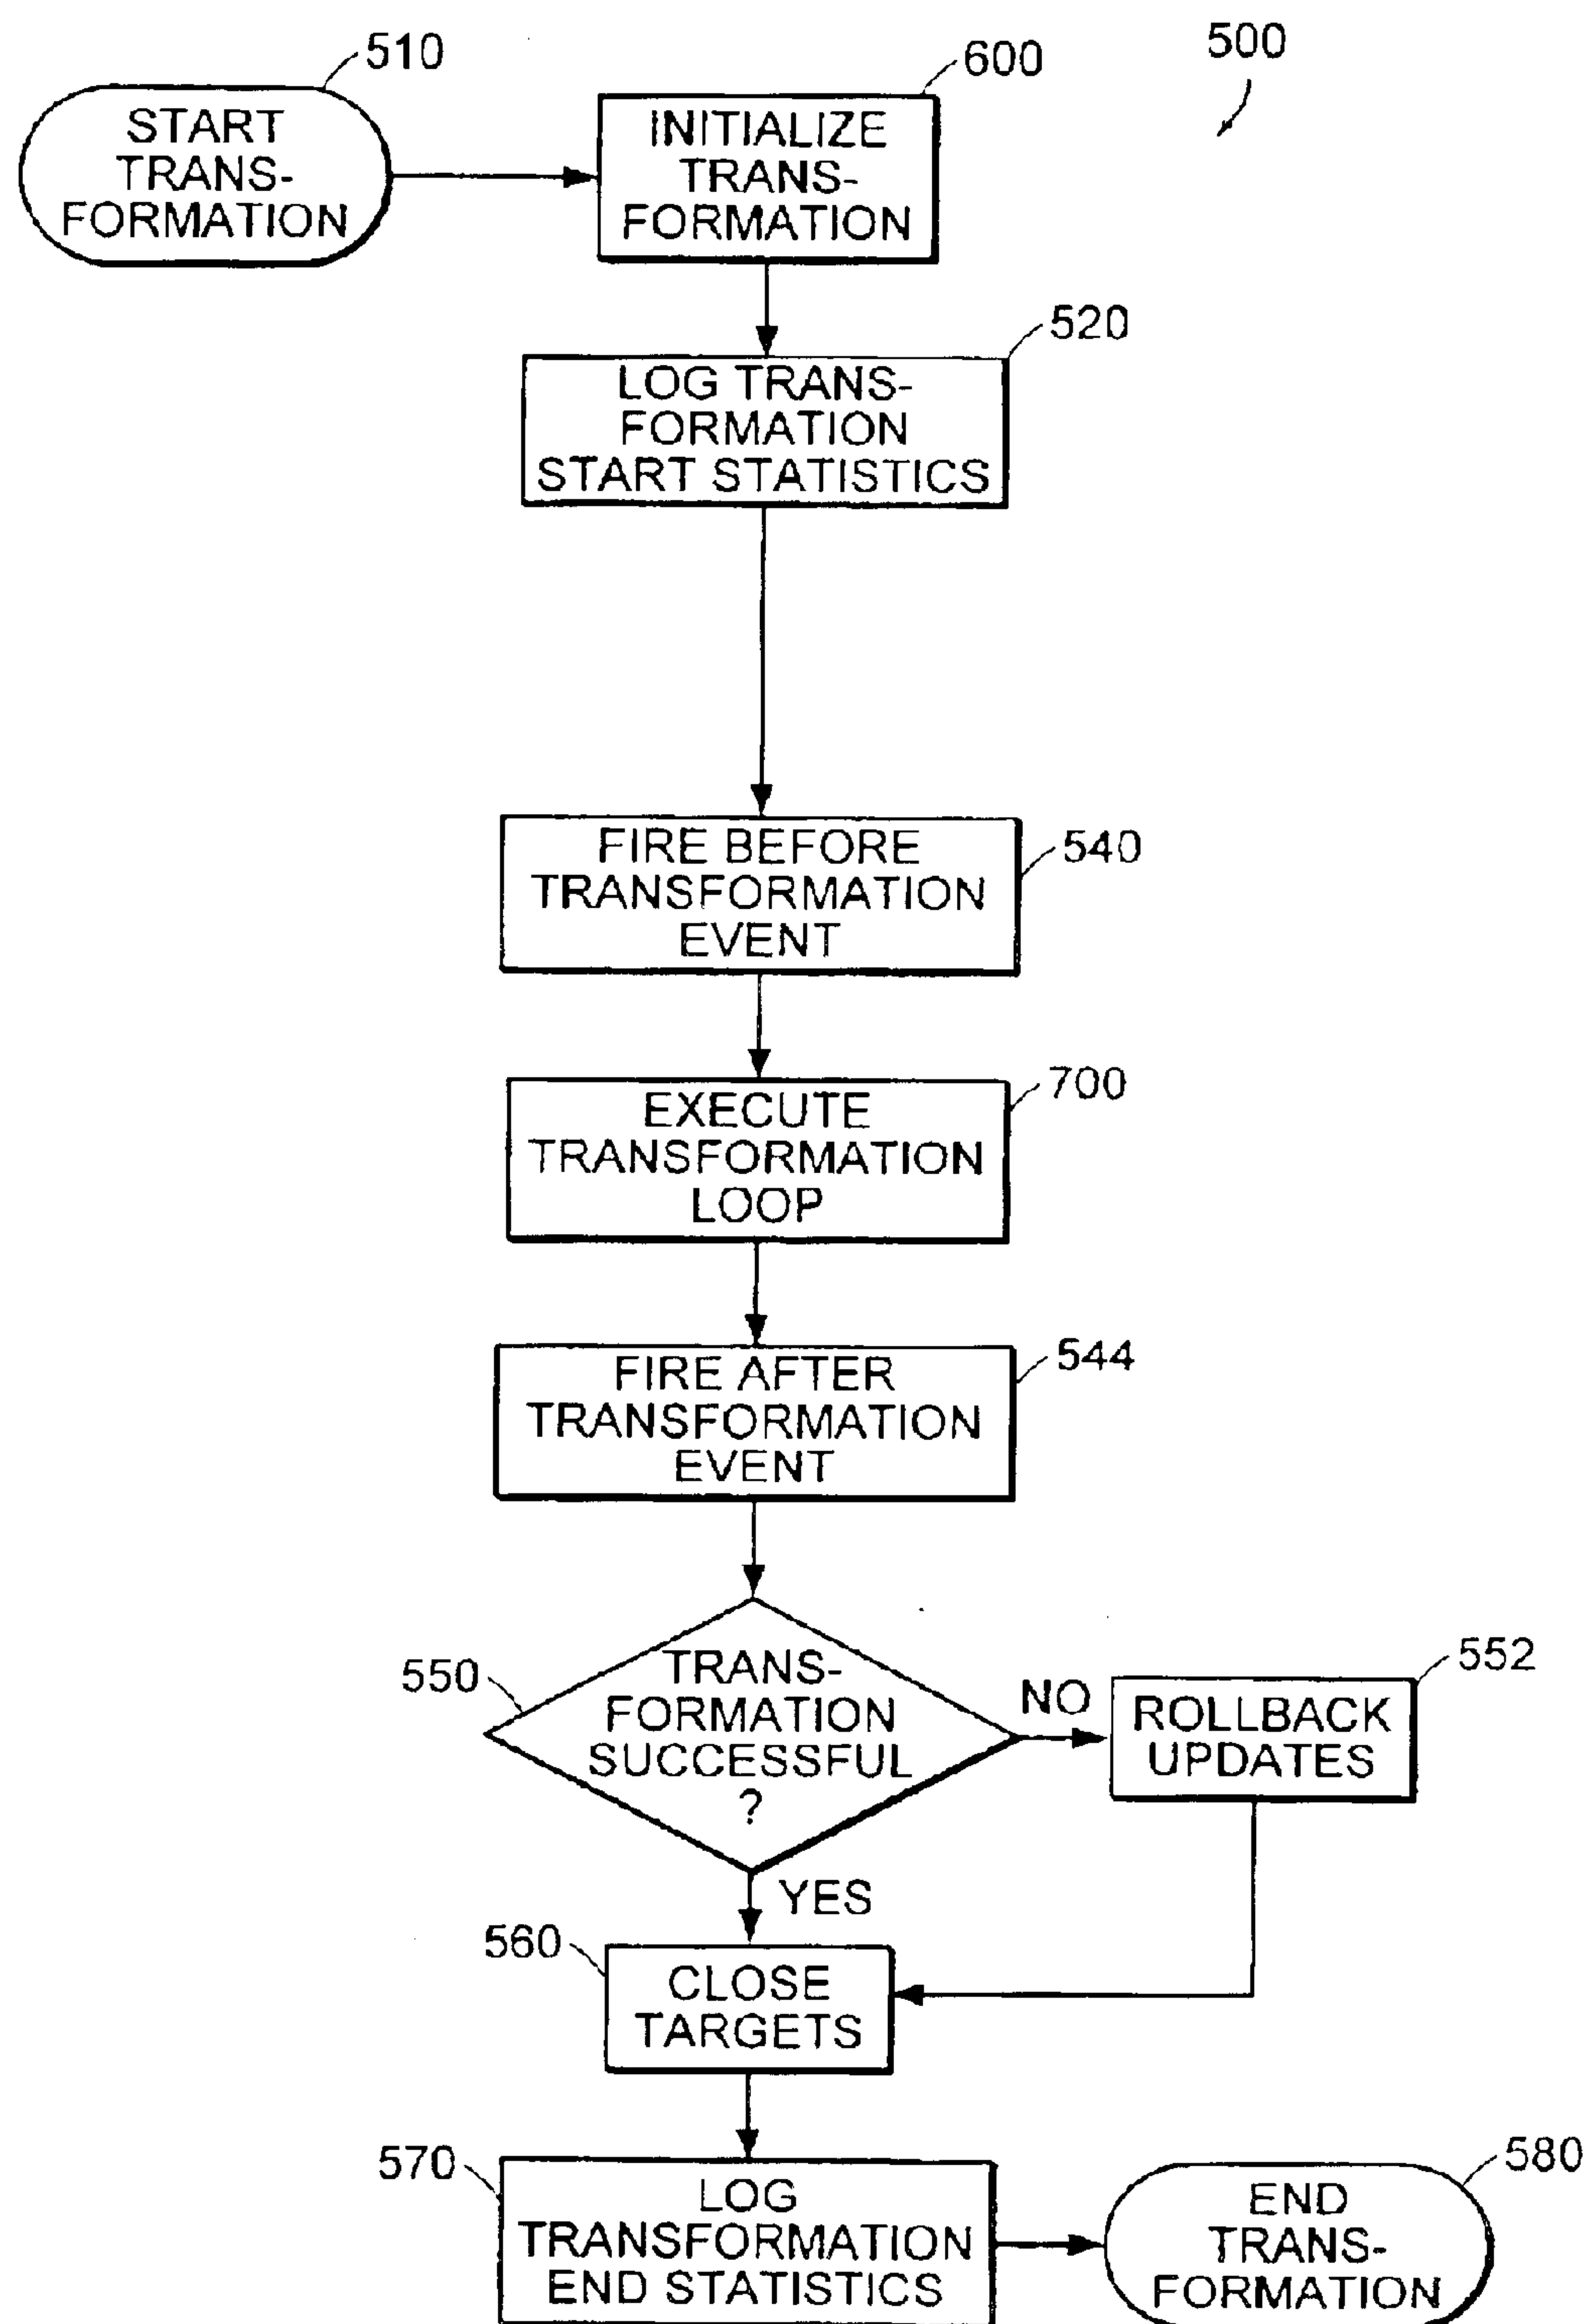 510
START
TRANS-
FORMATION
600
INITIALIZE
TRANS-
FORMATION
500
520
LOG TRANS-
FORMATION
START STATISTICS
540
FIRE BEFORE
TRANSFORMATION
EVENT
700
EXECUTE
TRANSFORMATION
LOOP
544
FIRE AFTER
TRANSFORMATION
EVENT
550
TRANS-
FORMATION
SUCCESSFUL
?
NO
552
ROLLBACK
UPDATES
YES
560
CLOSE
TARGETS
570
LOG
TRANSFORMATION
END STATISTICS
580
END
TRANS-
FORMATION